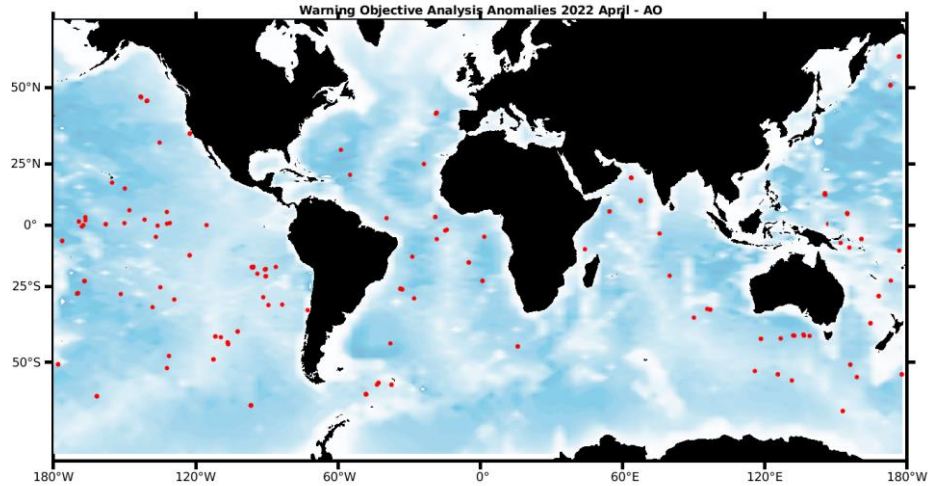 Warning Objective Analysis Anomalies 2022 April - AO
50°N
25°N
0°
25°S
50°S
180°W 120°W 60°W 0° 60°E 120°E 180°W